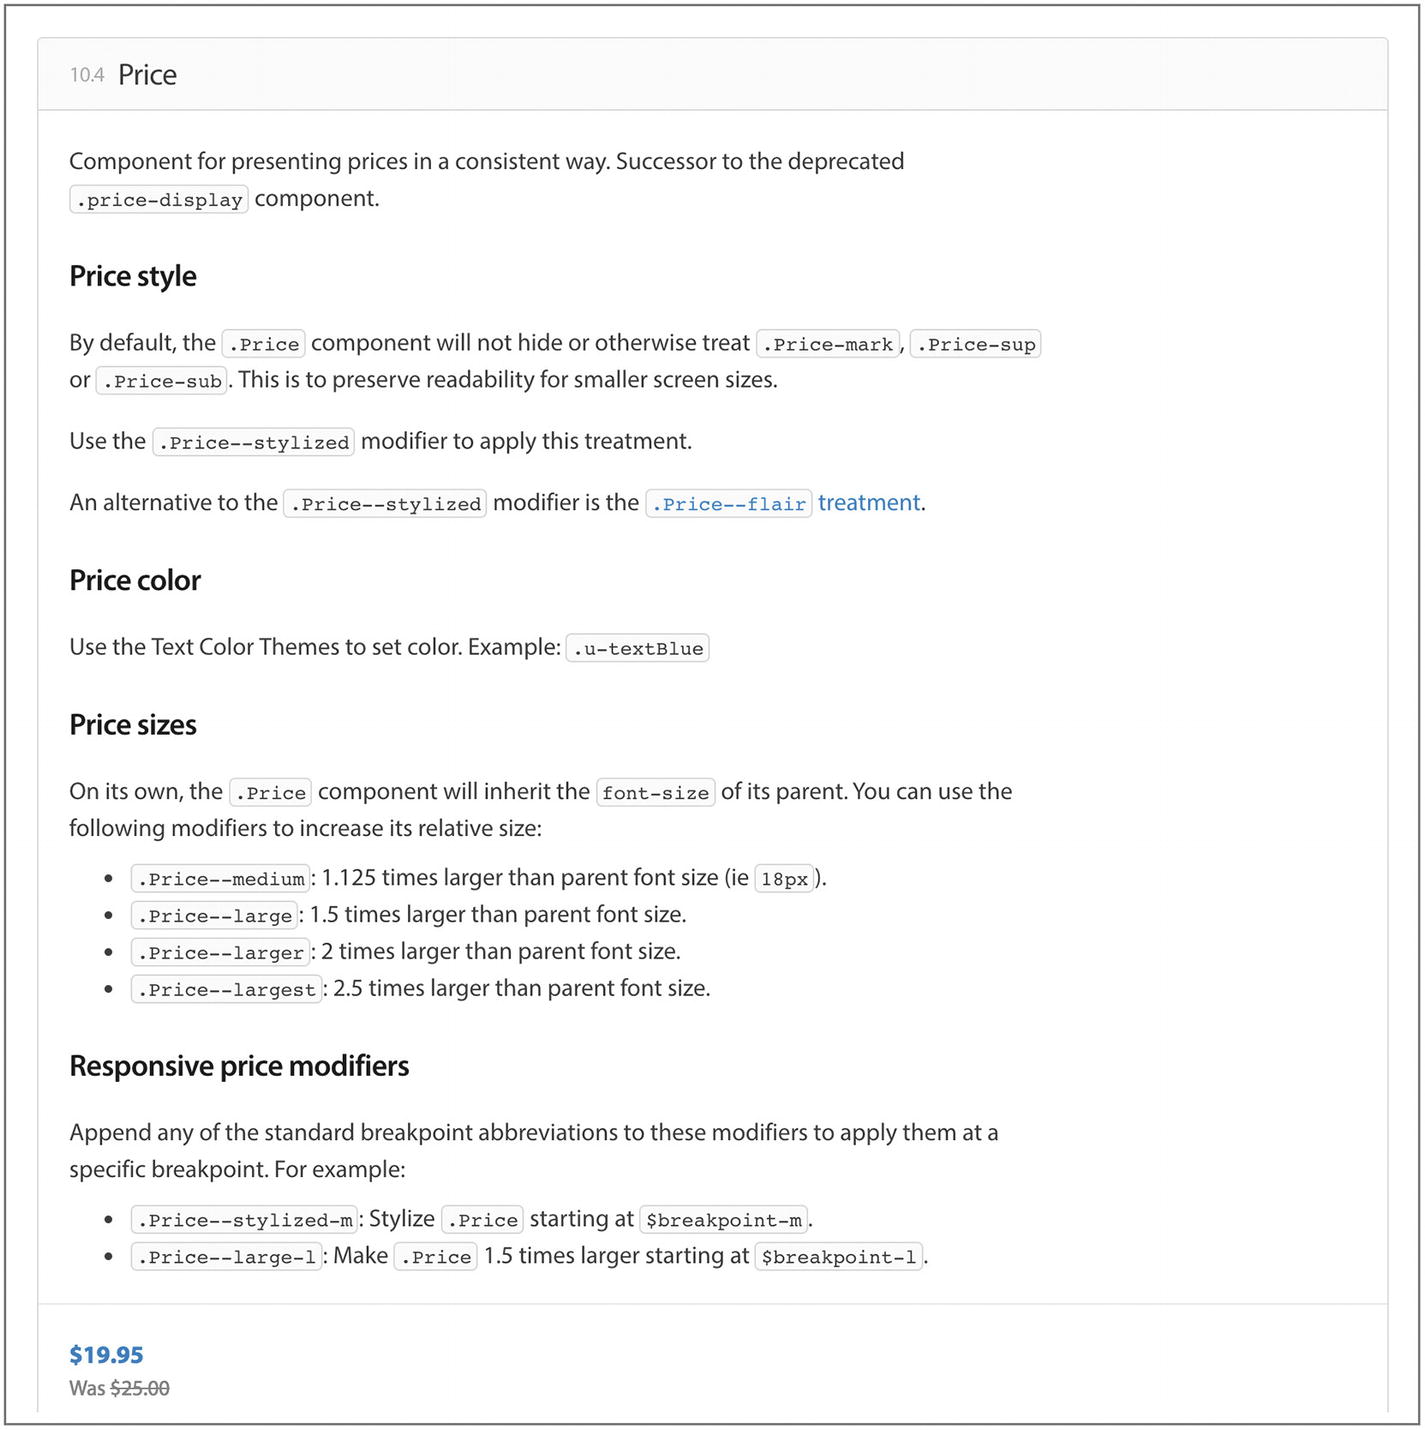 10.4 Price
Component for presenting prices in a consistent way. Successor to the deprecated
.price-display component.
Price style
By default, the .Price component will not hide or otherwise treat .Price-mark, .Price-sup
or .Price-sub. This is to preserve readability for smaller screen sizes.
Use the .Price--stylized modifier to apply this treatment.
An alternative to the .Price--stylized modifier is the .Price--flair treatment.
Price color
Use the Text Color Themes to set color. Example: .u-textBlue
Price sizes
On its own, the .Price component will inherit the font-size of its parent. You can use the
following modifiers to increase its relative size:
• .Price--medium: 1.125 times larger than parent font size (ie 18px).
• .Price--large: 1.5 times larger than parent font size.
• .Price--larger: 2 times larger than parent font size.
• .Price--largest: 2.5 times larger than parent font size.
Responsive price modifiers
Append any of the standard breakpoint abbreviations to these modifiers to apply them at a
specific breakpoint. For example:
• .Price--stylized-m: Stylize .Price starting at $breakpoint-m.
• .Price--large-l: Make .Price 1.5 times larger starting at $breakpoint-l.
$19.95
Was $25.00